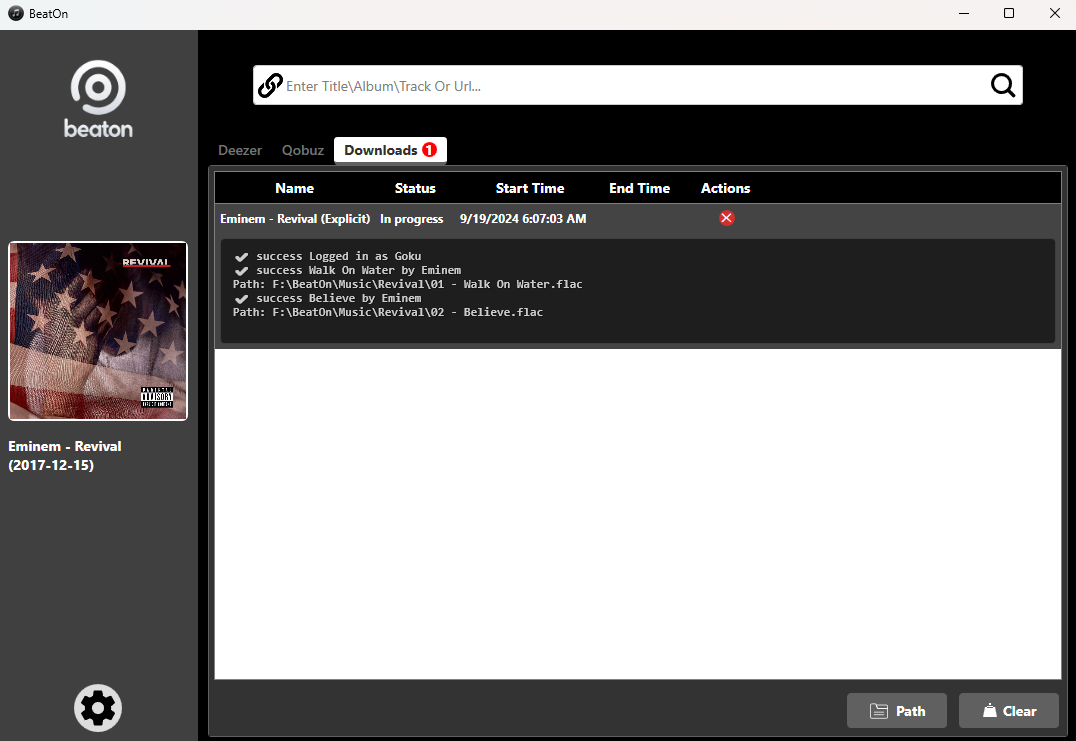 BeatOn
beaton
Enter Title\Album\Track Or Url...
Deezer Qobuz Downloads 1
Name Status Start Time End Time Actions
Eminem - Revival (Explicit) In progress 9/19/2024 6:07:03 AM
success Logged in as Goku
success Walk On Water by Eminem
Path: F:\BeatOn\Music\Revival\01 - Walk On Water.flac
success Believe by Eminem
Path: F:\BeatOn\Music\Revival\02 - Believe.flac
REVIVAL
PARENTAL
ADVISORY
EXPLICIT CONTENT
Eminem - Revival
(2017-12-15)
Path Clear